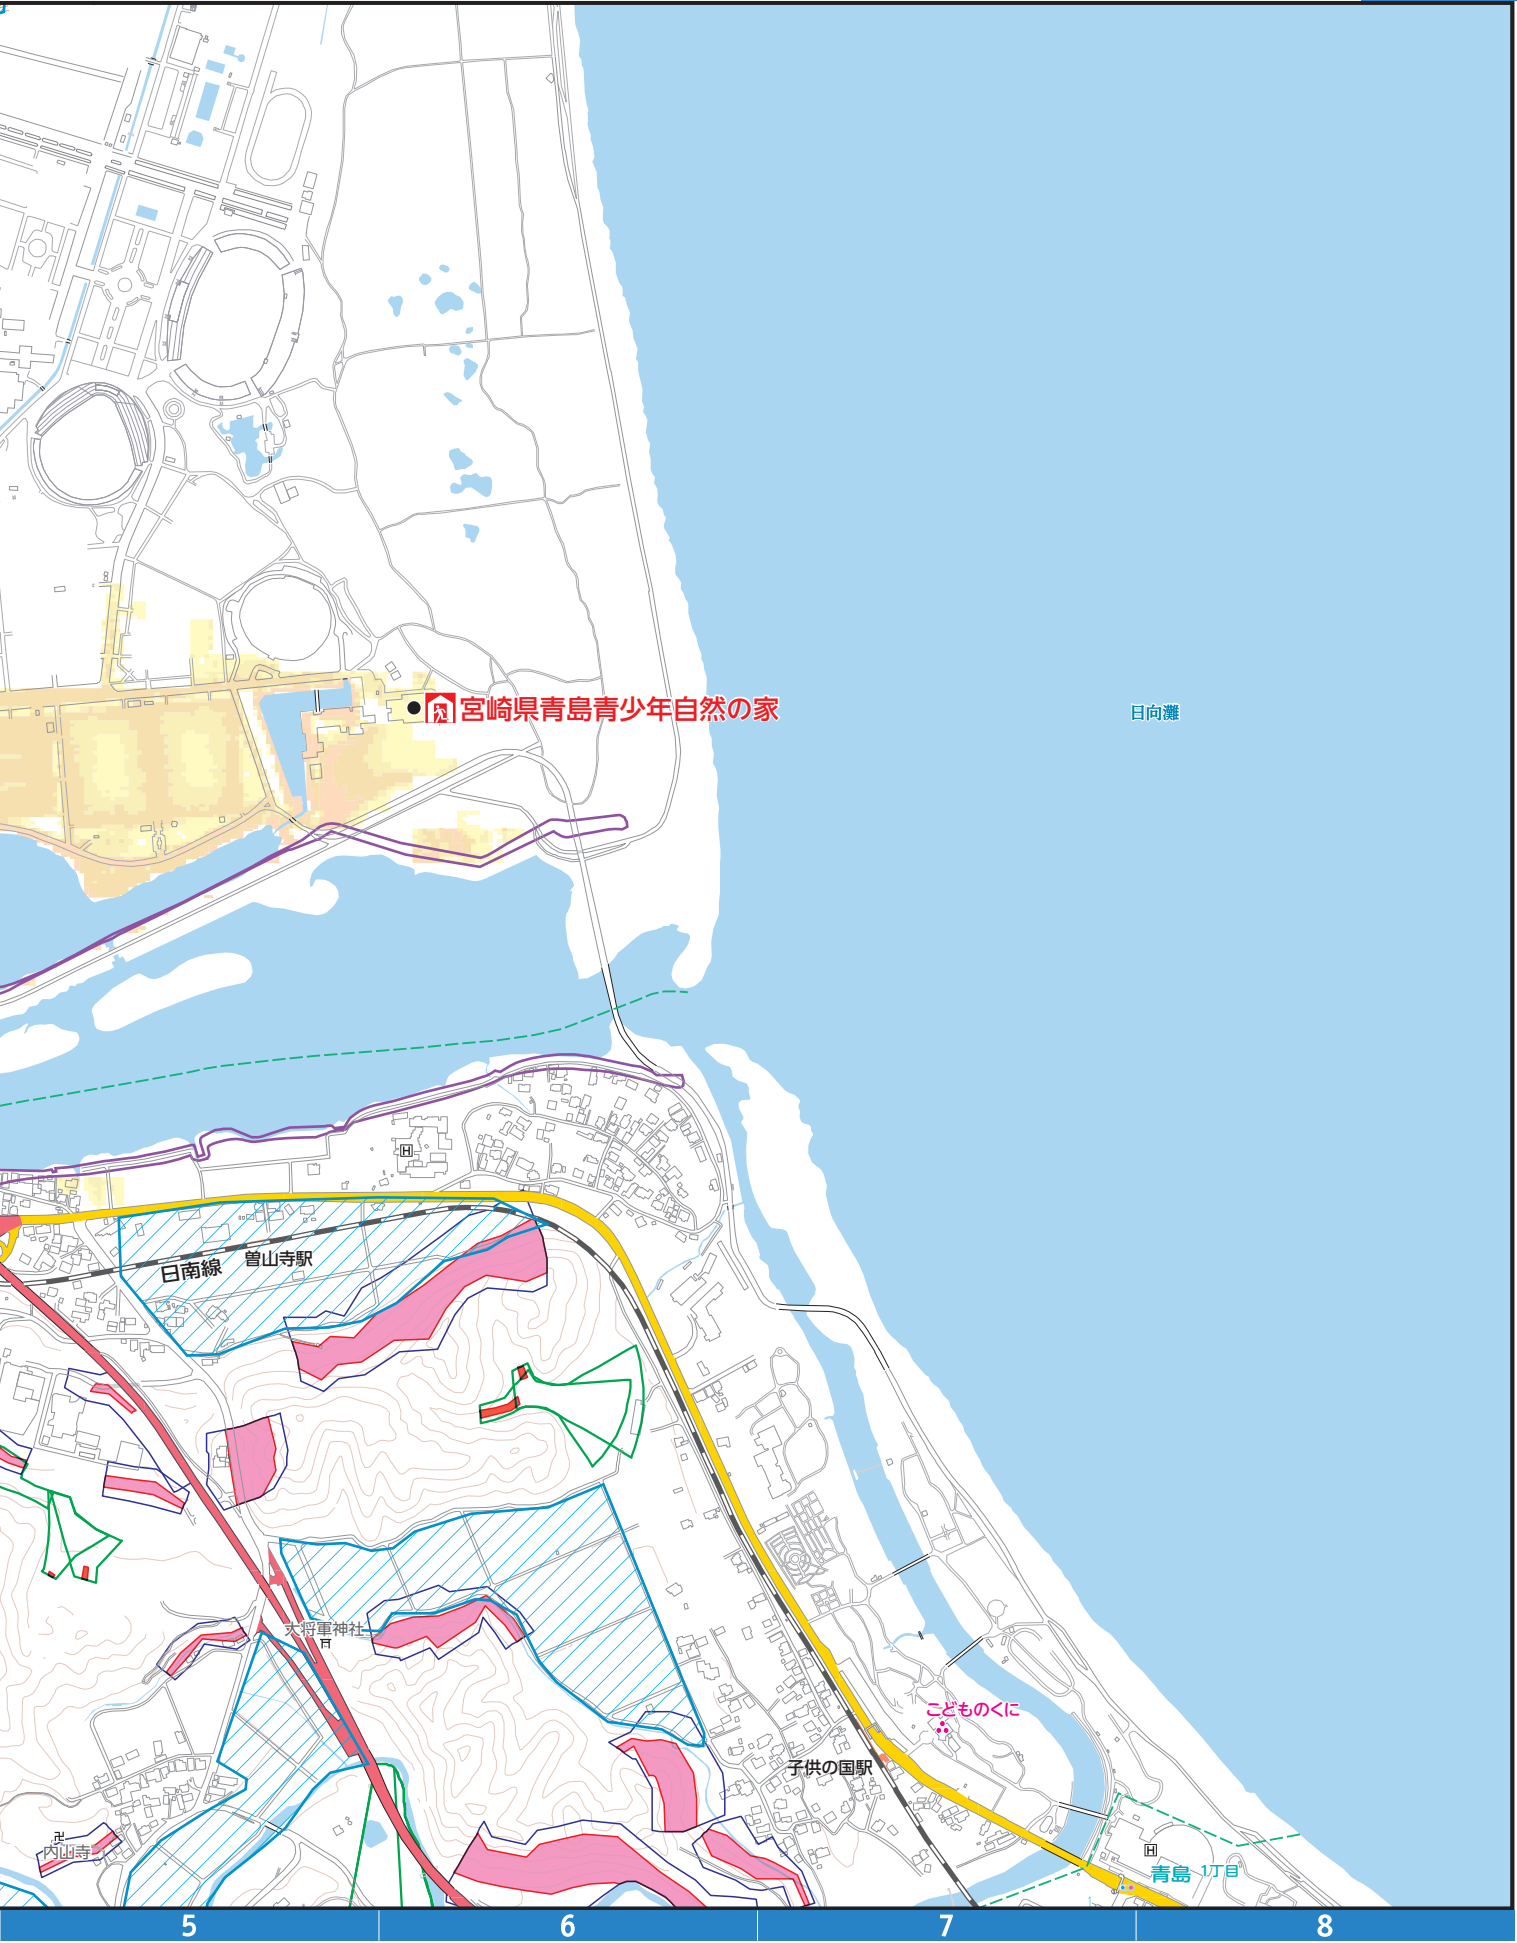 宮崎県青島青少年自然の家
日向灘
H
日南線
曽山寺駅
大将軍神社
こどものくに
子供の国駅
内山寺
H
青島 1丁目
5
6
7
8